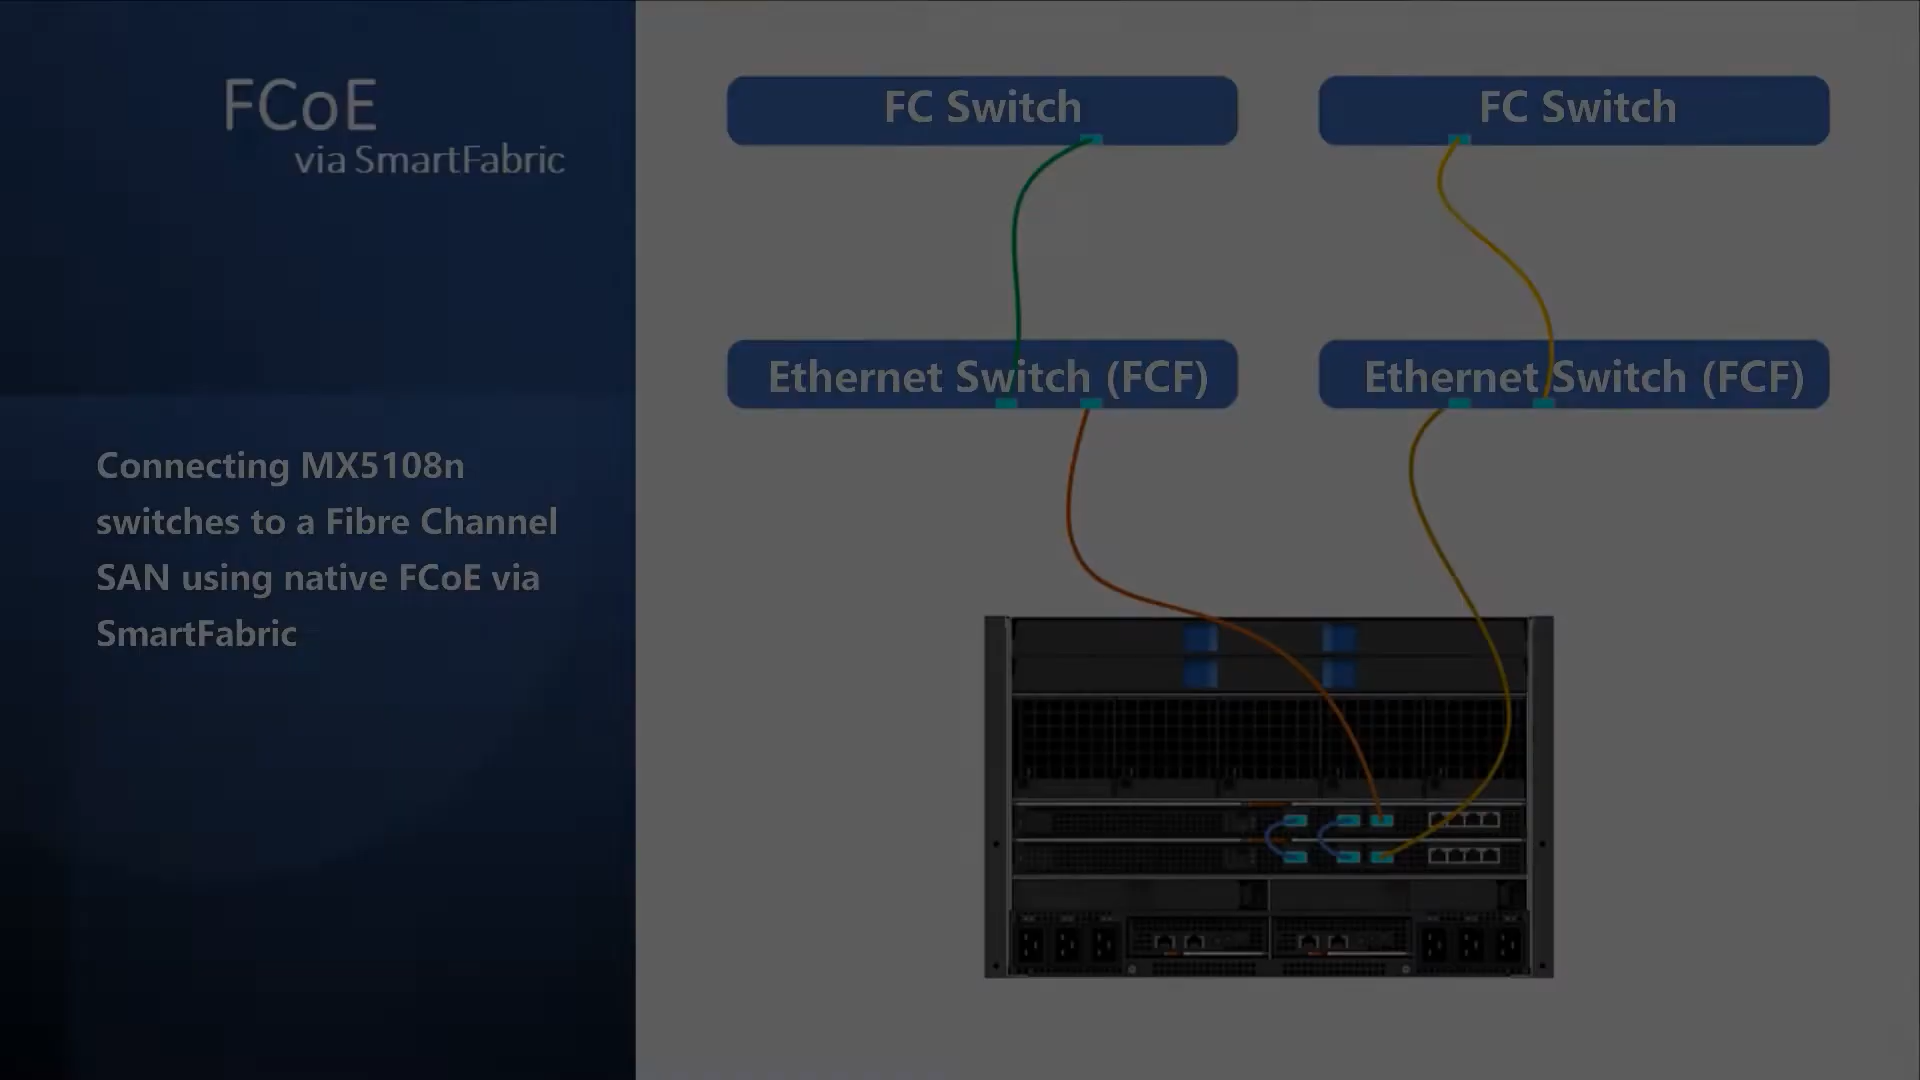 FCoE
via SmartFabric
Connecting MX5108n
switches to a Fibre Channel
SAN using native FCoE via
SmartFabric
FC Switch
FC Switch
Ethernet Switch (FCF)
Ethernet Switch (FCF)